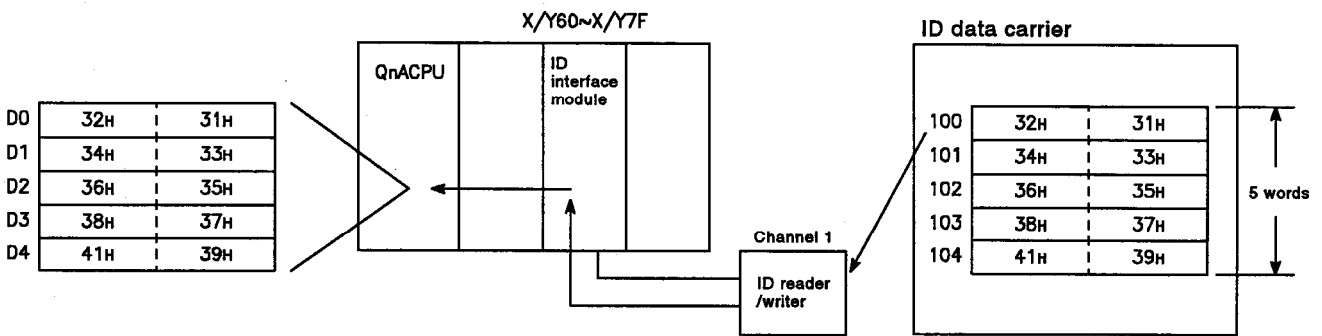 X/Y60~X/Y7F
ID data carrier
QnACPU
ID
interface
module
D0 32H 31H
D1 34H 33H
D2 36H 35H
D3 38H 37H
D4 41H 39H
100 32H 31H
101 34H 33H
102 36H 35H
103 38H 37H
104 41H 39H
5 words
Channel 1
ID reader
/writer